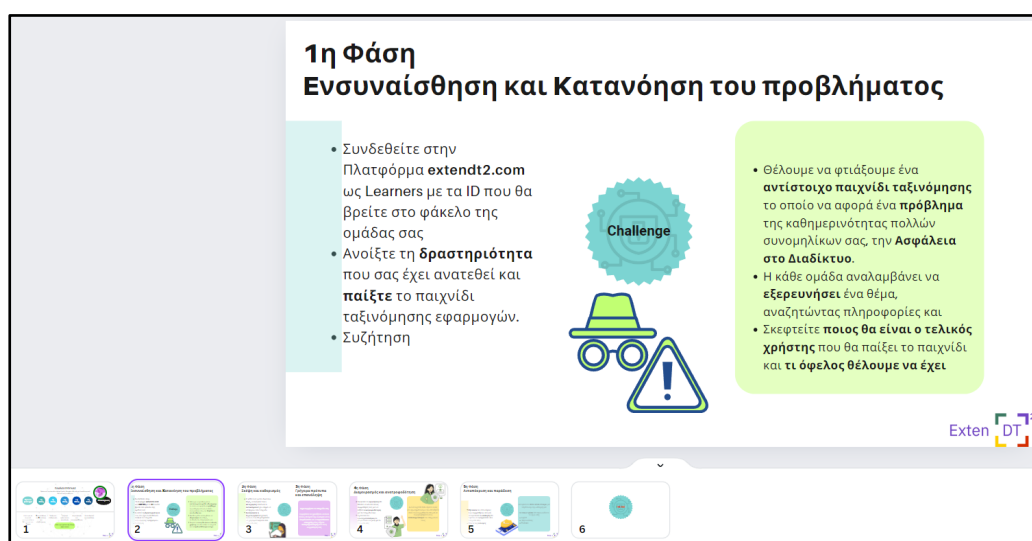 1η Φάση
Ενσυναίσθηση και Κατανόηση του προβλήματος
Συνδεθείτε στην
Πλατφόρμα extendt2.com
ως Learners με τα ID που θα
βρείτε στο φάκελο της
ομάδας σας
Ανοίξτε τη δραστηριότητα
που σας έχει ανατεθεί και
παίξτε το παιχνίδι
ταξινόμησης εφαρμογών.
Συζήτηση
Challenge
Θέλουμε να φτιάξουμε ένα
αντίστοιχο παιχνίδι ταξινόμησης
το οποίο να αφορά ένα πρόβλημα
της καθημερινότητας πολλών
συνομηλίκων σας, την Ασφάλεια
στο Διαδίκτυο.
Η κάθε ομάδα αναλαμβάνει να
εξερευνήσει ένα θέμα,
αναζητώντας πληροφορίες και
Σκεφτείτε ποιος θα είναι ο τελικός
χρήστης που θα παίξει το παιχνίδι
και τι όφελος θέλουμε να έχει
Exten DT 2
1
2
3
4
5
6